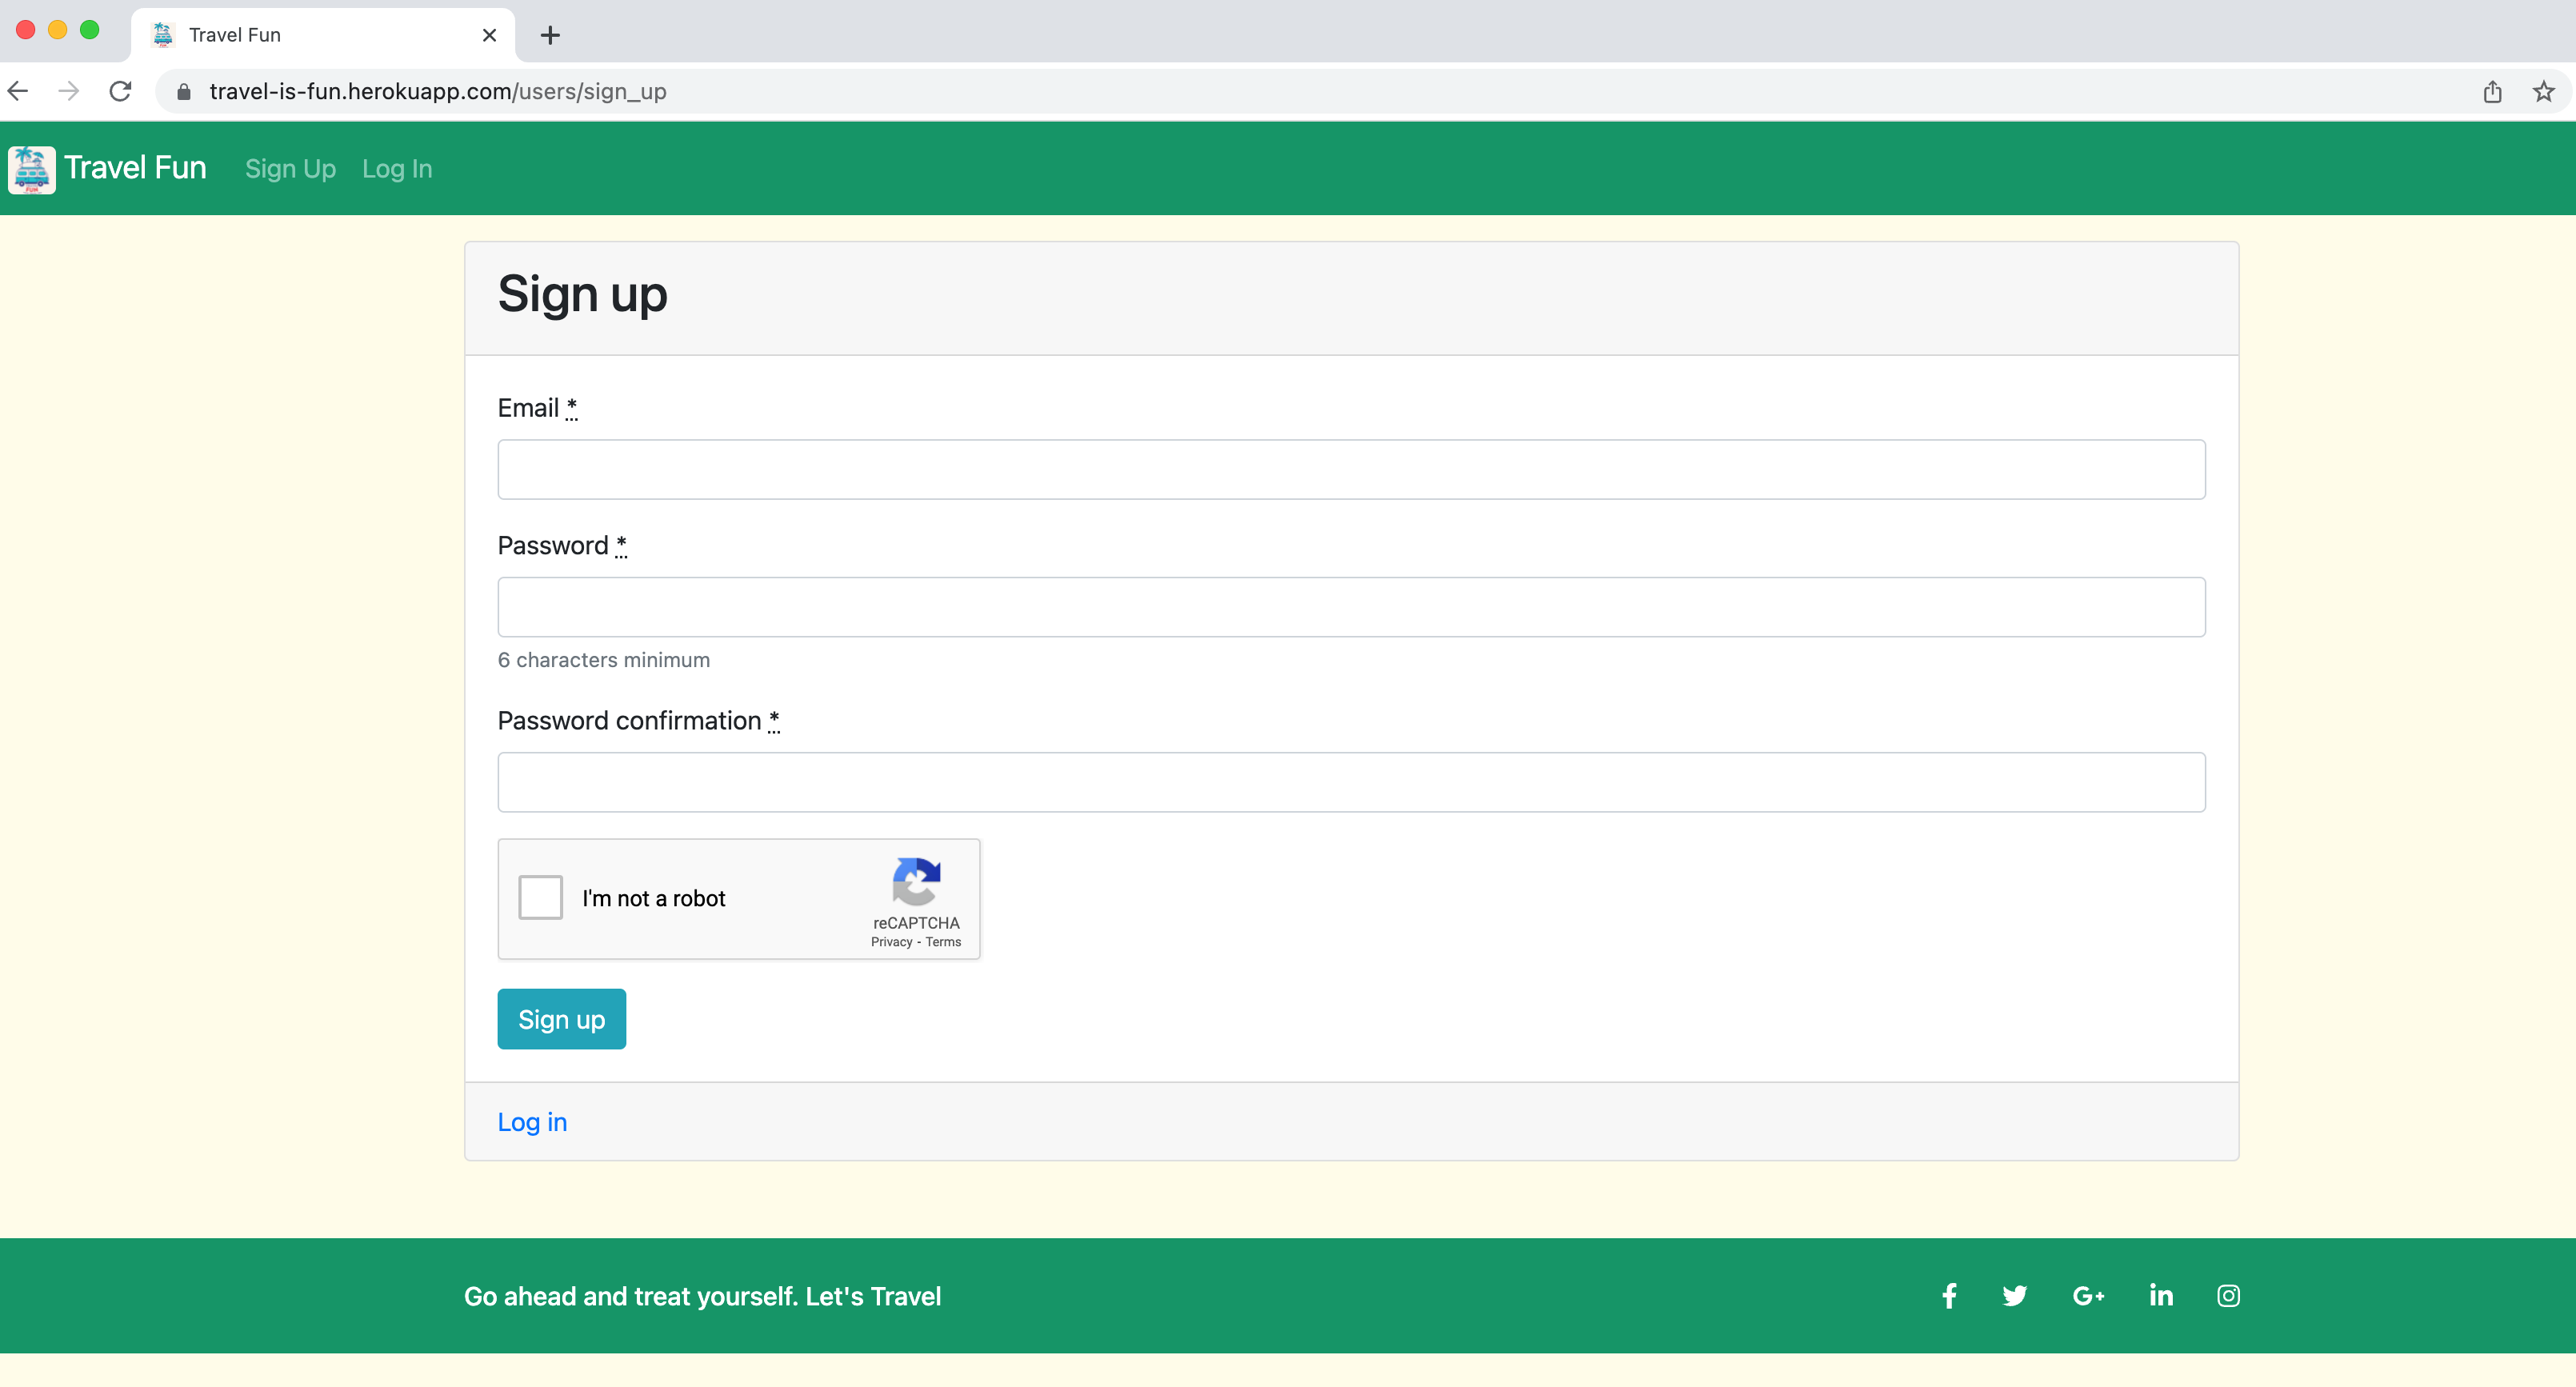 Travel Fun
travel-is-fun.herokuapp.com/users/sign_up
FUN
Travel Fun Sign Up Log In
Sign up
Email *
Password *
6 characters minimum
Password confirmation *
I'm not a robot
reCAPTCHA
Privacy - Terms
Sign up
Log in
Go ahead and treat yourself. Let's Travel